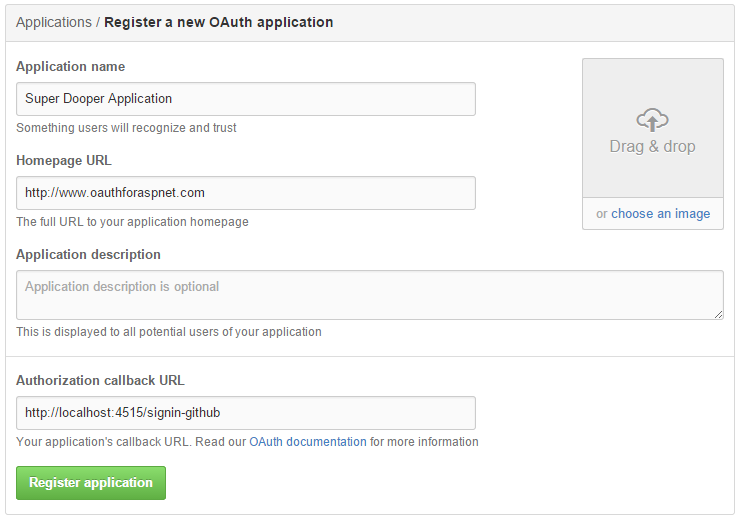 Applications / Register a new OAuth application
Application name
Super Dooper Application
Something users will recognize and trust
Homepage URL
http://www.oauthforaspnet.com
The full URL to your application homepage
Drag & drop
or choose an image
Application description
Application description is optional
This is displayed to all potential users of your application
Authorization callback URL
http://localhost:4515/signin-github
Your application's callback URL. Read our OAuth documentation for more information
Register application